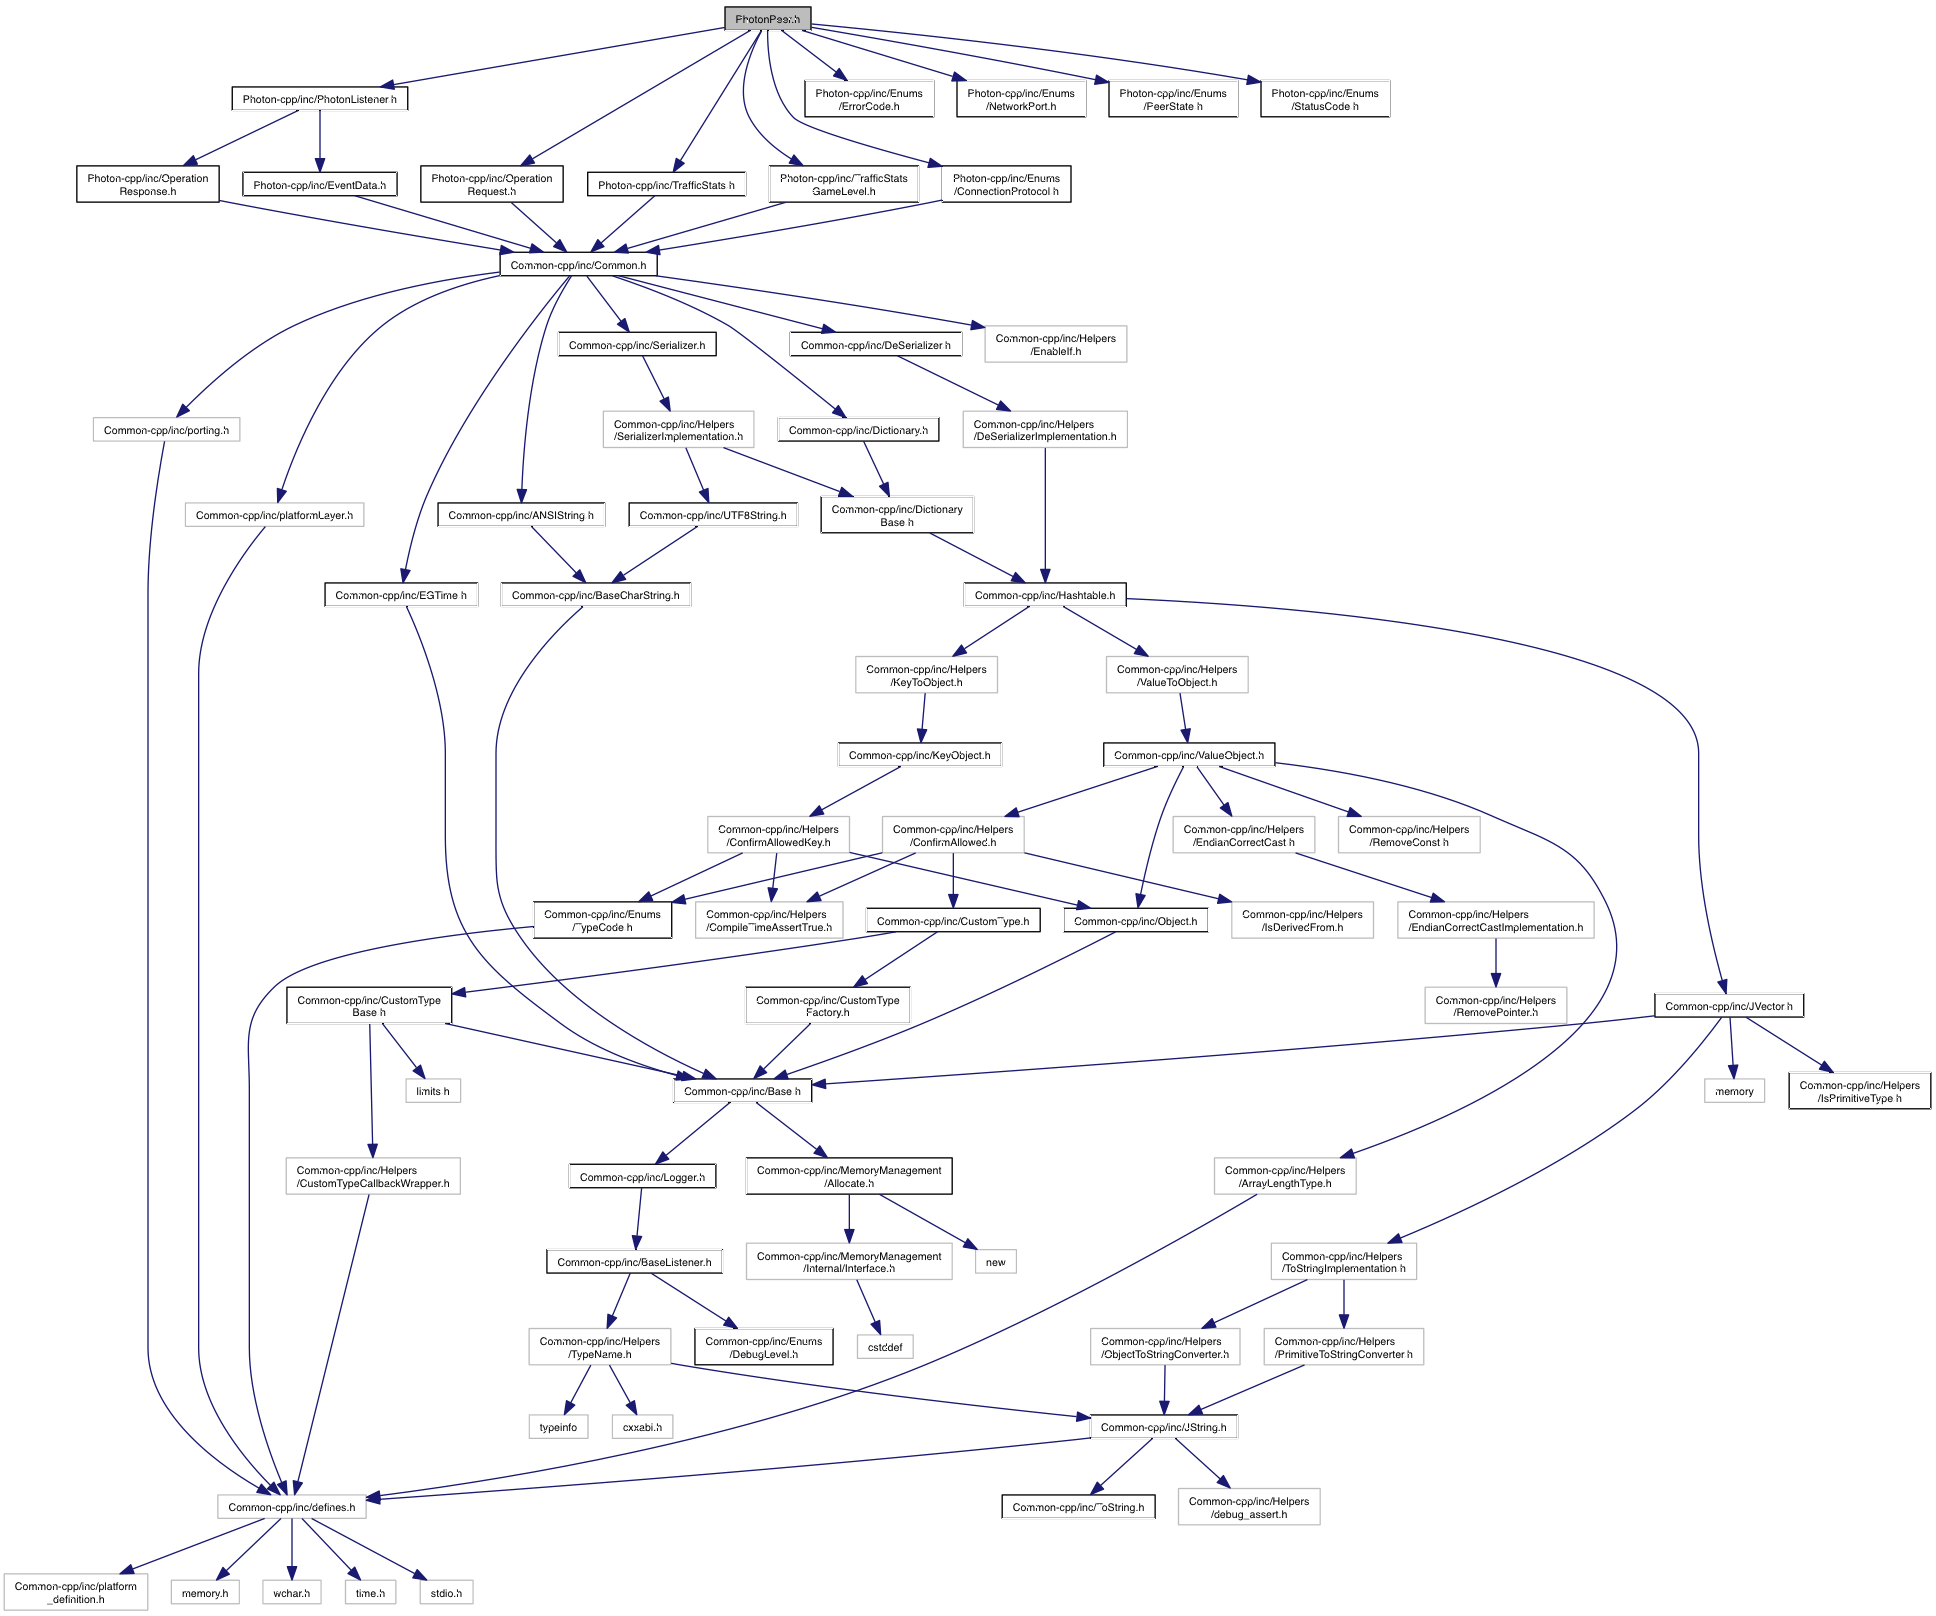 PhotonPeer.h
Photon-cpp/inc/PhotonListener.h
Photon-cpp/inc/Enums
/ErrorCode.h
Photon-cpp/inc/Enums
/NetworkPort.h
Photon-cpp/inc/Enums
/PeerState.h
Photon-cpp/inc/Enums
/StatusCode.h
Photon-cpp/inc/Operation
Response.h
Photon-cpp/inc/EventData.h
Photon-cpp/inc/Operation
Request.h
Photon-cpp/inc/TrafficStats.h
Photon-cpp/inc/TrafficStats
GameLevel.h
Photon-cpp/inc/Enums
/ConnectionProtocol.h
Common-cpp/inc/Common.h
Common-cpp/inc/Serializer.h
Common-cpp/inc/DeSerializer.h
Common-cpp/inc/Helpers
/EnableIf.h
Common-cpp/inc/porting.h
Common-cpp/inc/Helpers
/SerializerImplementation.h
Common-cpp/inc/Dictionary.h
Common-cpp/inc/Helpers
/DeSerializerImplementation.h
Common-cpp/inc/platformLayer.h
Common-cpp/inc/ANSIString.h
Common-cpp/inc/UTF8String.h
Common-cpp/inc/Dictionary
Base.h
Common-cpp/inc/EGTime.h
Common-cpp/inc/BaseCharString.h
Common-cpp/inc/Hashtable.h
Common-cpp/inc/Helpers
/KeyToObject.h
Common-cpp/inc/Helpers
/ValueToObject.h
Common-cpp/inc/KeyObject.h
Common-cpp/inc/ValueObject.h
Common-cpp/inc/Helpers
/ConfirmAllowedKey.h
Common-cpp/inc/Helpers
/ConfirmAllowed.h
Common-cpp/inc/Helpers
/EndianCorrectCast.h
Common-cpp/inc/Helpers
/RemoveConst.h
Common-cpp/inc/Enums
/TypeCode.h
Common-cpp/inc/Helpers
/CompileTimeAssertTrue.h
Common-cpp/inc/CustomType.h
Common-cpp/inc/Object.h
Common-cpp/inc/Helpers
/IsDerivedFrom.h
Common-cpp/inc/Helpers
/EndianCorrectCastImplementation.h
Common-cpp/inc/CustomType
Base.h
Common-cpp/inc/CustomType
Factory.h
Common-cpp/inc/Helpers
/RemovePointer.h
Common-cpp/inc/JVector.h
limits.h
Common-cpp/inc/Base.h
memory
Common-cpp/inc/Helpers
/IsPrimitiveType.h
Common-cpp/inc/Helpers
/CustomTypeCallbackWrapper.h
Common-cpp/inc/Logger.h
Common-cpp/inc/MemoryManagement
/Allocate.h
Common-cpp/inc/Helpers
/ArrayLengthType.h
Common-cpp/inc/BaseListener.h
Common-cpp/inc/MemoryManagement
/Internal/Interface.h
new
Common-cpp/inc/Helpers
/ToStringImplementation.h
Common-cpp/inc/Helpers
/TypeName.h
Common-cpp/inc/Enums
/DebugLevel.h
cstddef
Common-cpp/inc/Helpers
/ObjectToStringConverter.h
Common-cpp/inc/Helpers
/PrimitiveToStringConverter.h
typeinfo
cxxabi.h
Common-cpp/inc/JString.h
Common-cpp/inc/defines.h
Common-cpp/inc/ToString.h
Common-cpp/inc/Helpers
/debug_assert.h
Common-cpp/inc/platform
_definition.h
memory.h
wchar.h
time.h
stdio.h